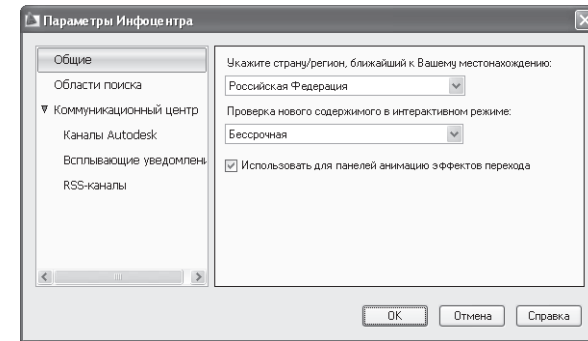 Параметры Инфоцентра
Общие
Области поиска
Коммуникационный центр
Каналы Autodesk
Всплывающие уведомлени
RSS-каналы
Укажите страну/регион, ближайший к Вашему местонахождению:
Российская Федерация
Проверка нового содержимого в интерактивном режиме:
Бессрочная
Использовать для панелей анимацию эффектов перехода
OK
Отмена
Справка